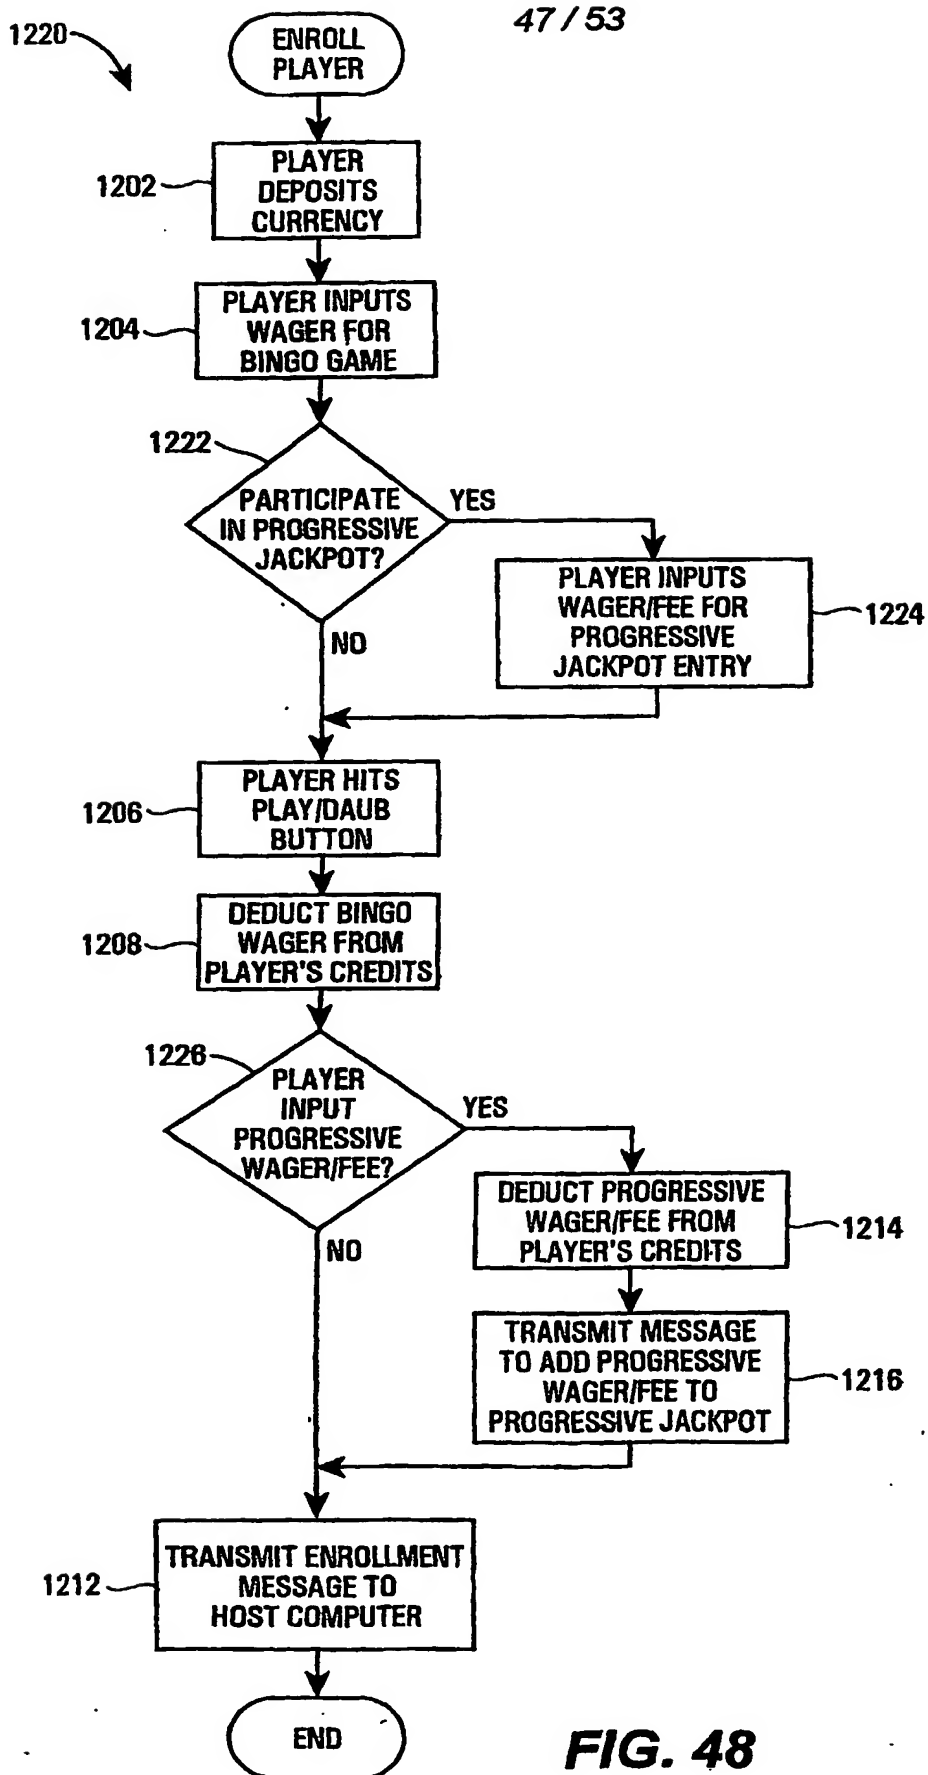 47 / 53
1220
ENROLL
PLAYER
1202
PLAYER
DEPOSITS
CURRENCY
1204
PLAYER INPUTS
WAGER FOR
BINGO GAME
1222
PARTICIPATE
IN PROGRESSIVE
JACKPOT?
YES
NO
PLAYER INPUTS
WAGER/FEE FOR
PROGRESSIVE
JACKPOT ENTRY
1224
1206
PLAYER HITS
PLAY/DAUB
BUTTON
1208
DEDUCT BINGO
WAGER FROM
PLAYER'S CREDITS
1226
PLAYER
INPUT
PROGRESSIVE
WAGER/FEE?
YES
NO
DEDUCT PROGRESSIVE
WAGER/FEE FROM
PLAYER'S CREDITS
1214
TRANSMIT MESSAGE
TO ADD PROGRESSIVE
WAGER/FEE TO
PROGRESSIVE JACKPOT
1216
1212
TRANSMIT ENROLLMENT
MESSAGE TO
HOST COMPUTER
END
FIG. 48